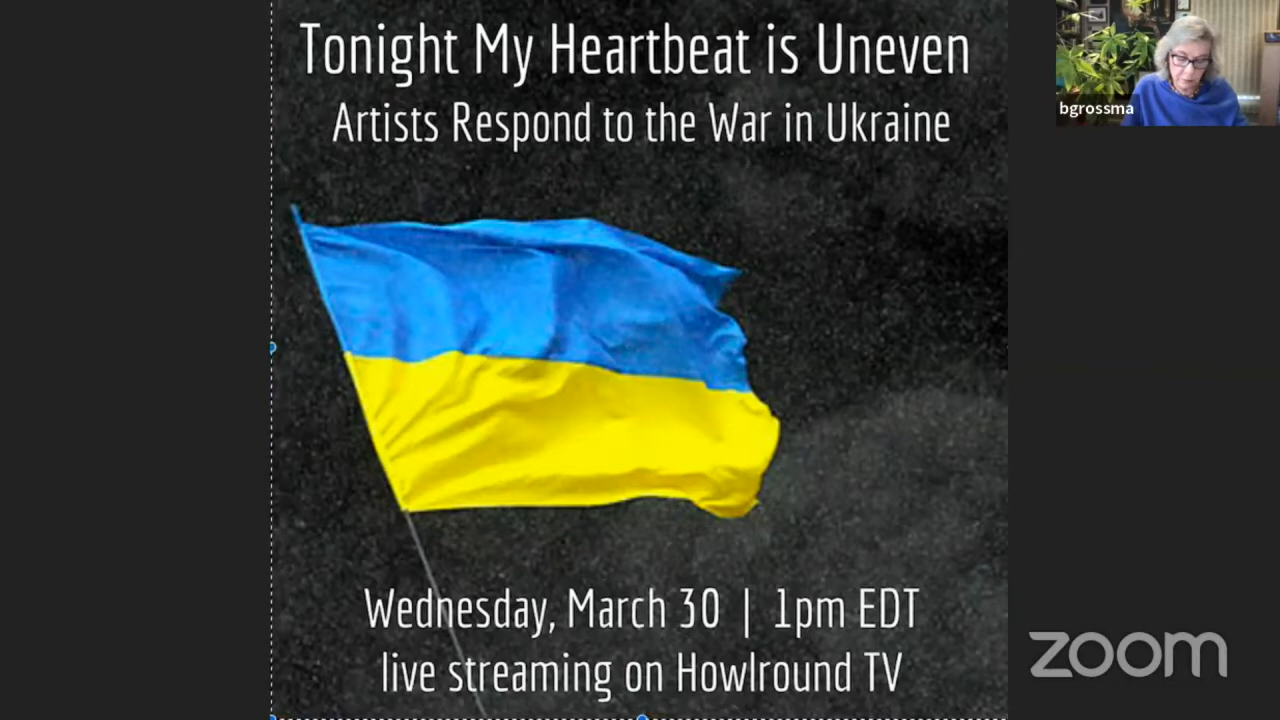 Tonight My Heartbeat is Uneven
Artists Respond to the War in Ukraine
bgrossma
Wednesday, March 30 | 1pm EDT
live streaming on Howlround TV
zoom